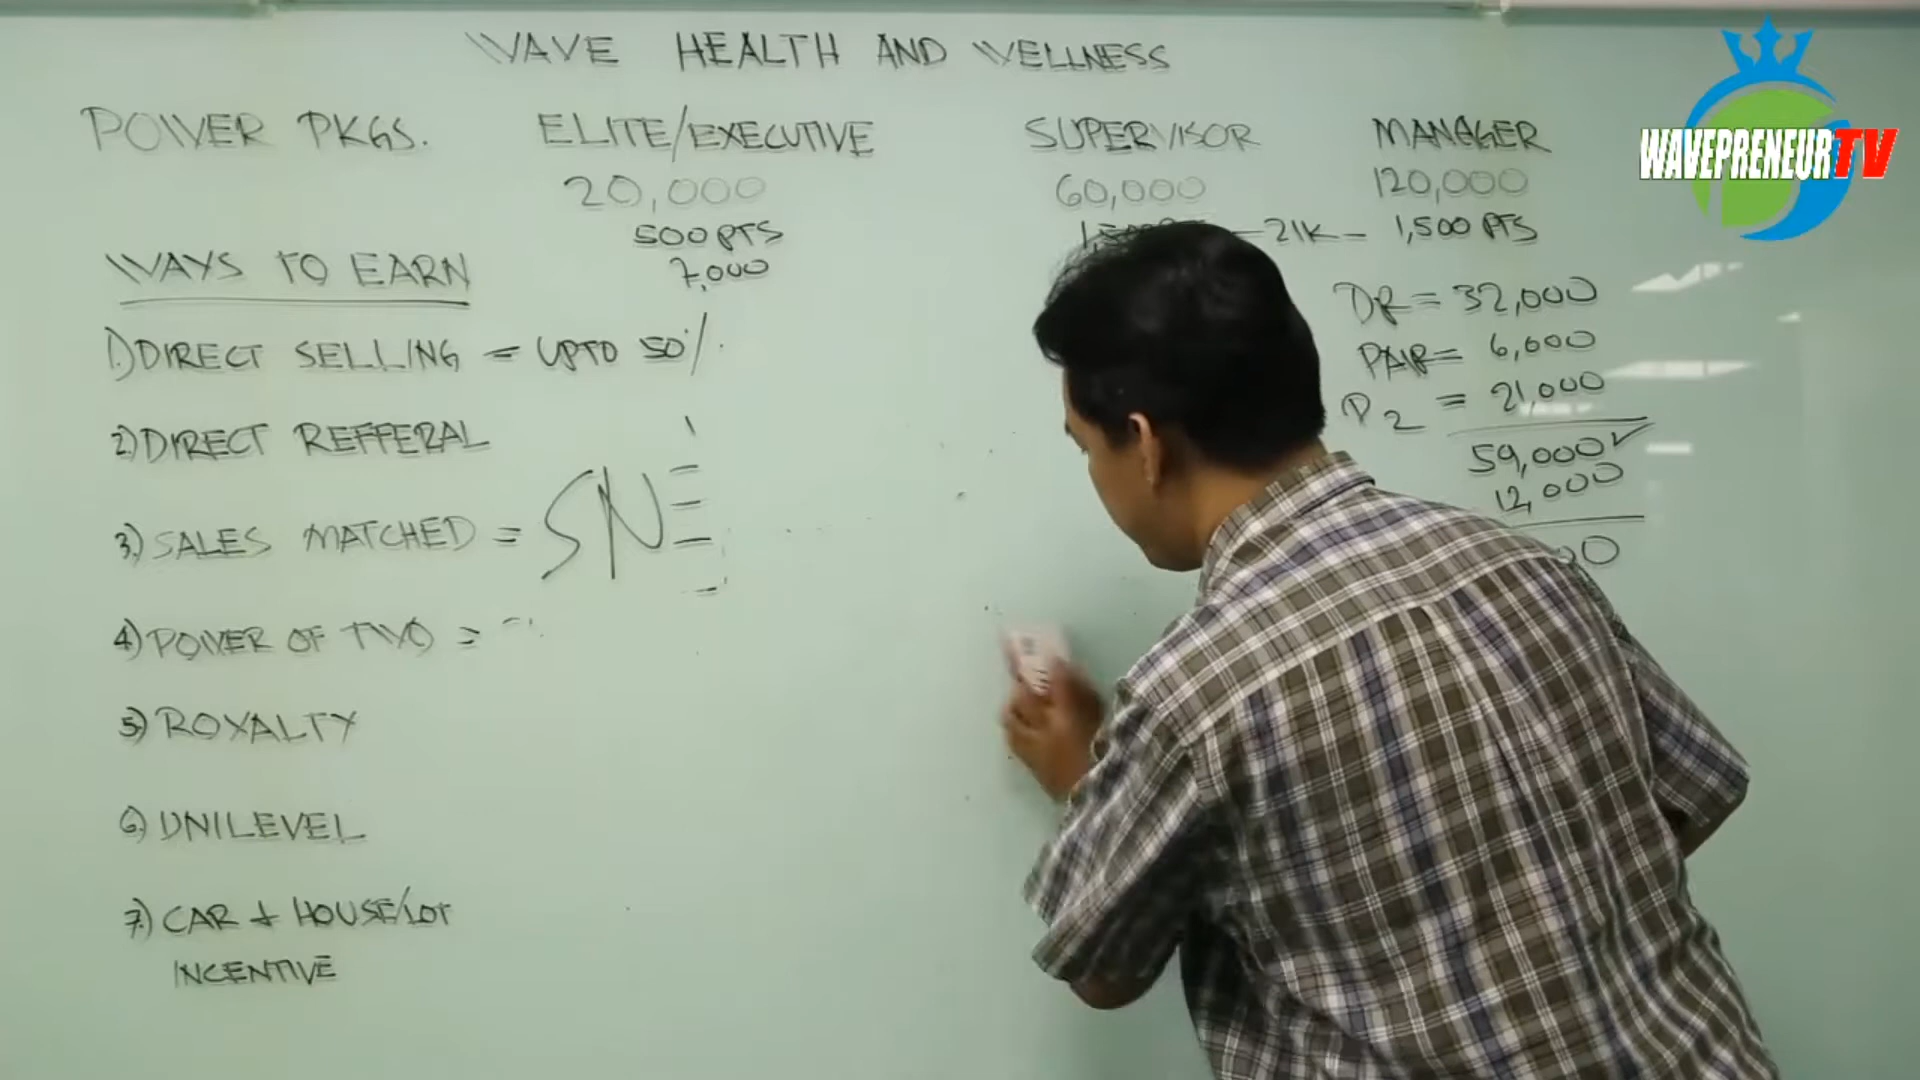 WAVE HEALTH AND WELLNESS
POWER PKGS. ELITE/EXECUTIVE SUPERVISOR MANAGER
20,000 60,000 120,000
500 PTS - 21K - 1,500 PTS
7,000
WAYS TO EARN
DR = 32,000
PAIR = 6,000
P2 = 21,000
59,000 ✓
12,000
1) DIRECT SELLING = UPTO 50%
2) DIRECT REFFERAL
3.) SALES MATCHED = SNE
4) POWER OF TWO =
5) ROYALTY
6) UNILEVEL
7.) CAR + HOUSE/LOT
INCENTIVE
WAVEPRENEUR TV